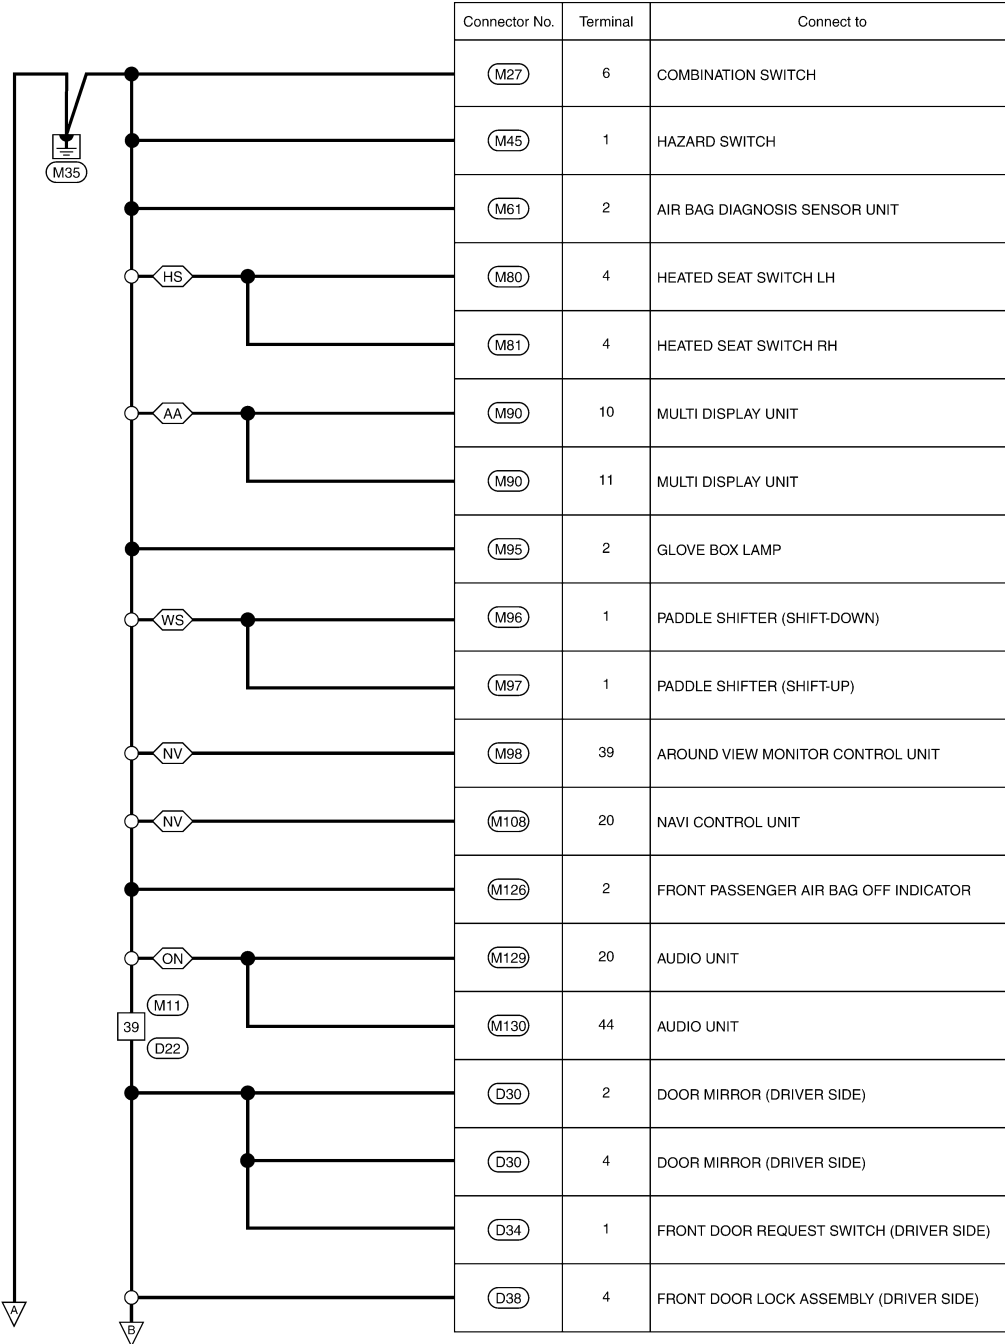 Connector No. Terminal Connect to
M27 6 COMBINATION SWITCH
M45 1 HAZARD SWITCH
M35
M61 2 AIR BAG DIAGNOSIS SENSOR UNIT
HS M80 4 HEATED SEAT SWITCH LH
M81 4 HEATED SEAT SWITCH RH
AA M90 10 MULTI DISPLAY UNIT
M90 11 MULTI DISPLAY UNIT
M95 2 GLOVE BOX LAMP
WS M96 1 PADDLE SHIFTER (SHIFT-DOWN)
M97 1 PADDLE SHIFTER (SHIFT-UP)
NV M98 39 AROUND VIEW MONITOR CONTROL UNIT
NV M108 20 NAVI CONTROL UNIT
M126 2 FRONT PASSENGER AIR BAG OFF INDICATOR
ON M129 20 AUDIO UNIT
M11
39 M130 44 AUDIO UNIT
D22
D30 2 DOOR MIRROR (DRIVER SIDE)
D30 4 DOOR MIRROR (DRIVER SIDE)
D34 1 FRONT DOOR REQUEST SWITCH (DRIVER SIDE)
D38 4 FRONT DOOR LOCK ASSEMBLY (DRIVER SIDE)
A
B